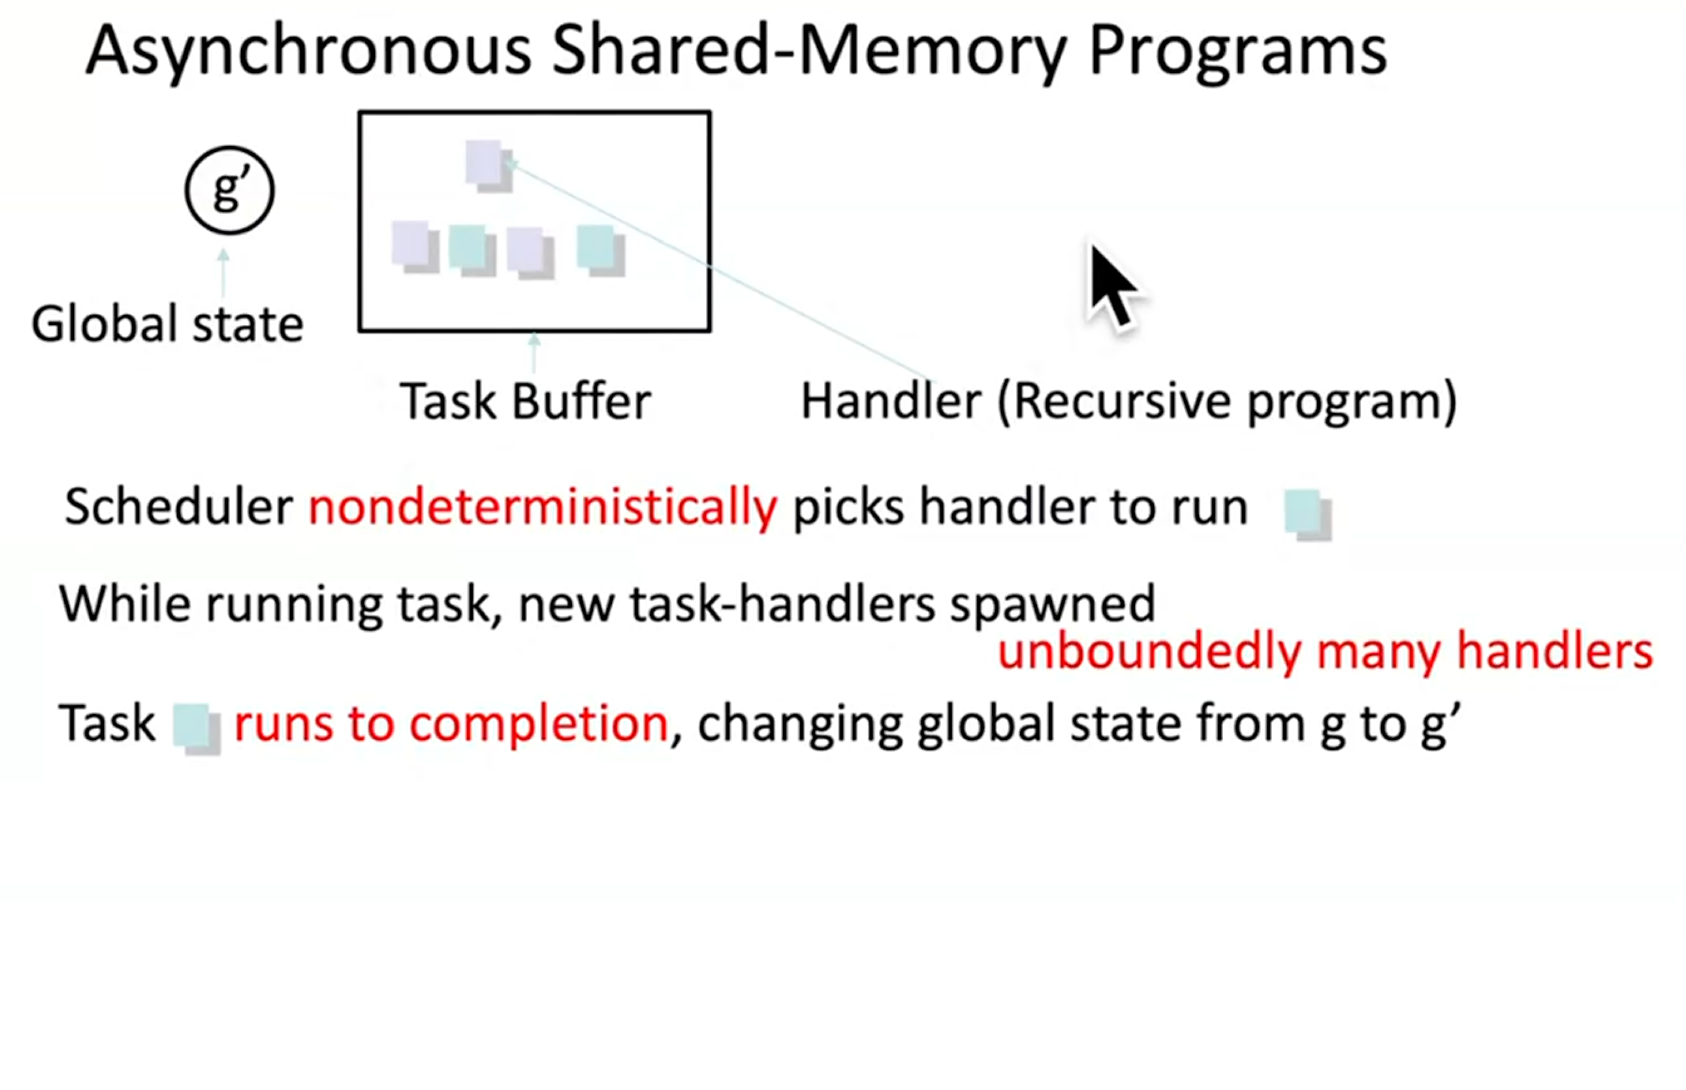 Asynchronous Shared-Memory Programs
g’
Global state
Task Buffer
Handler (Recursive program)
Scheduler nondeterministically picks handler to run
While running task, new task-handlers spawned
unboundedly many handlers
Task runs to completion, changing global state from g to g’